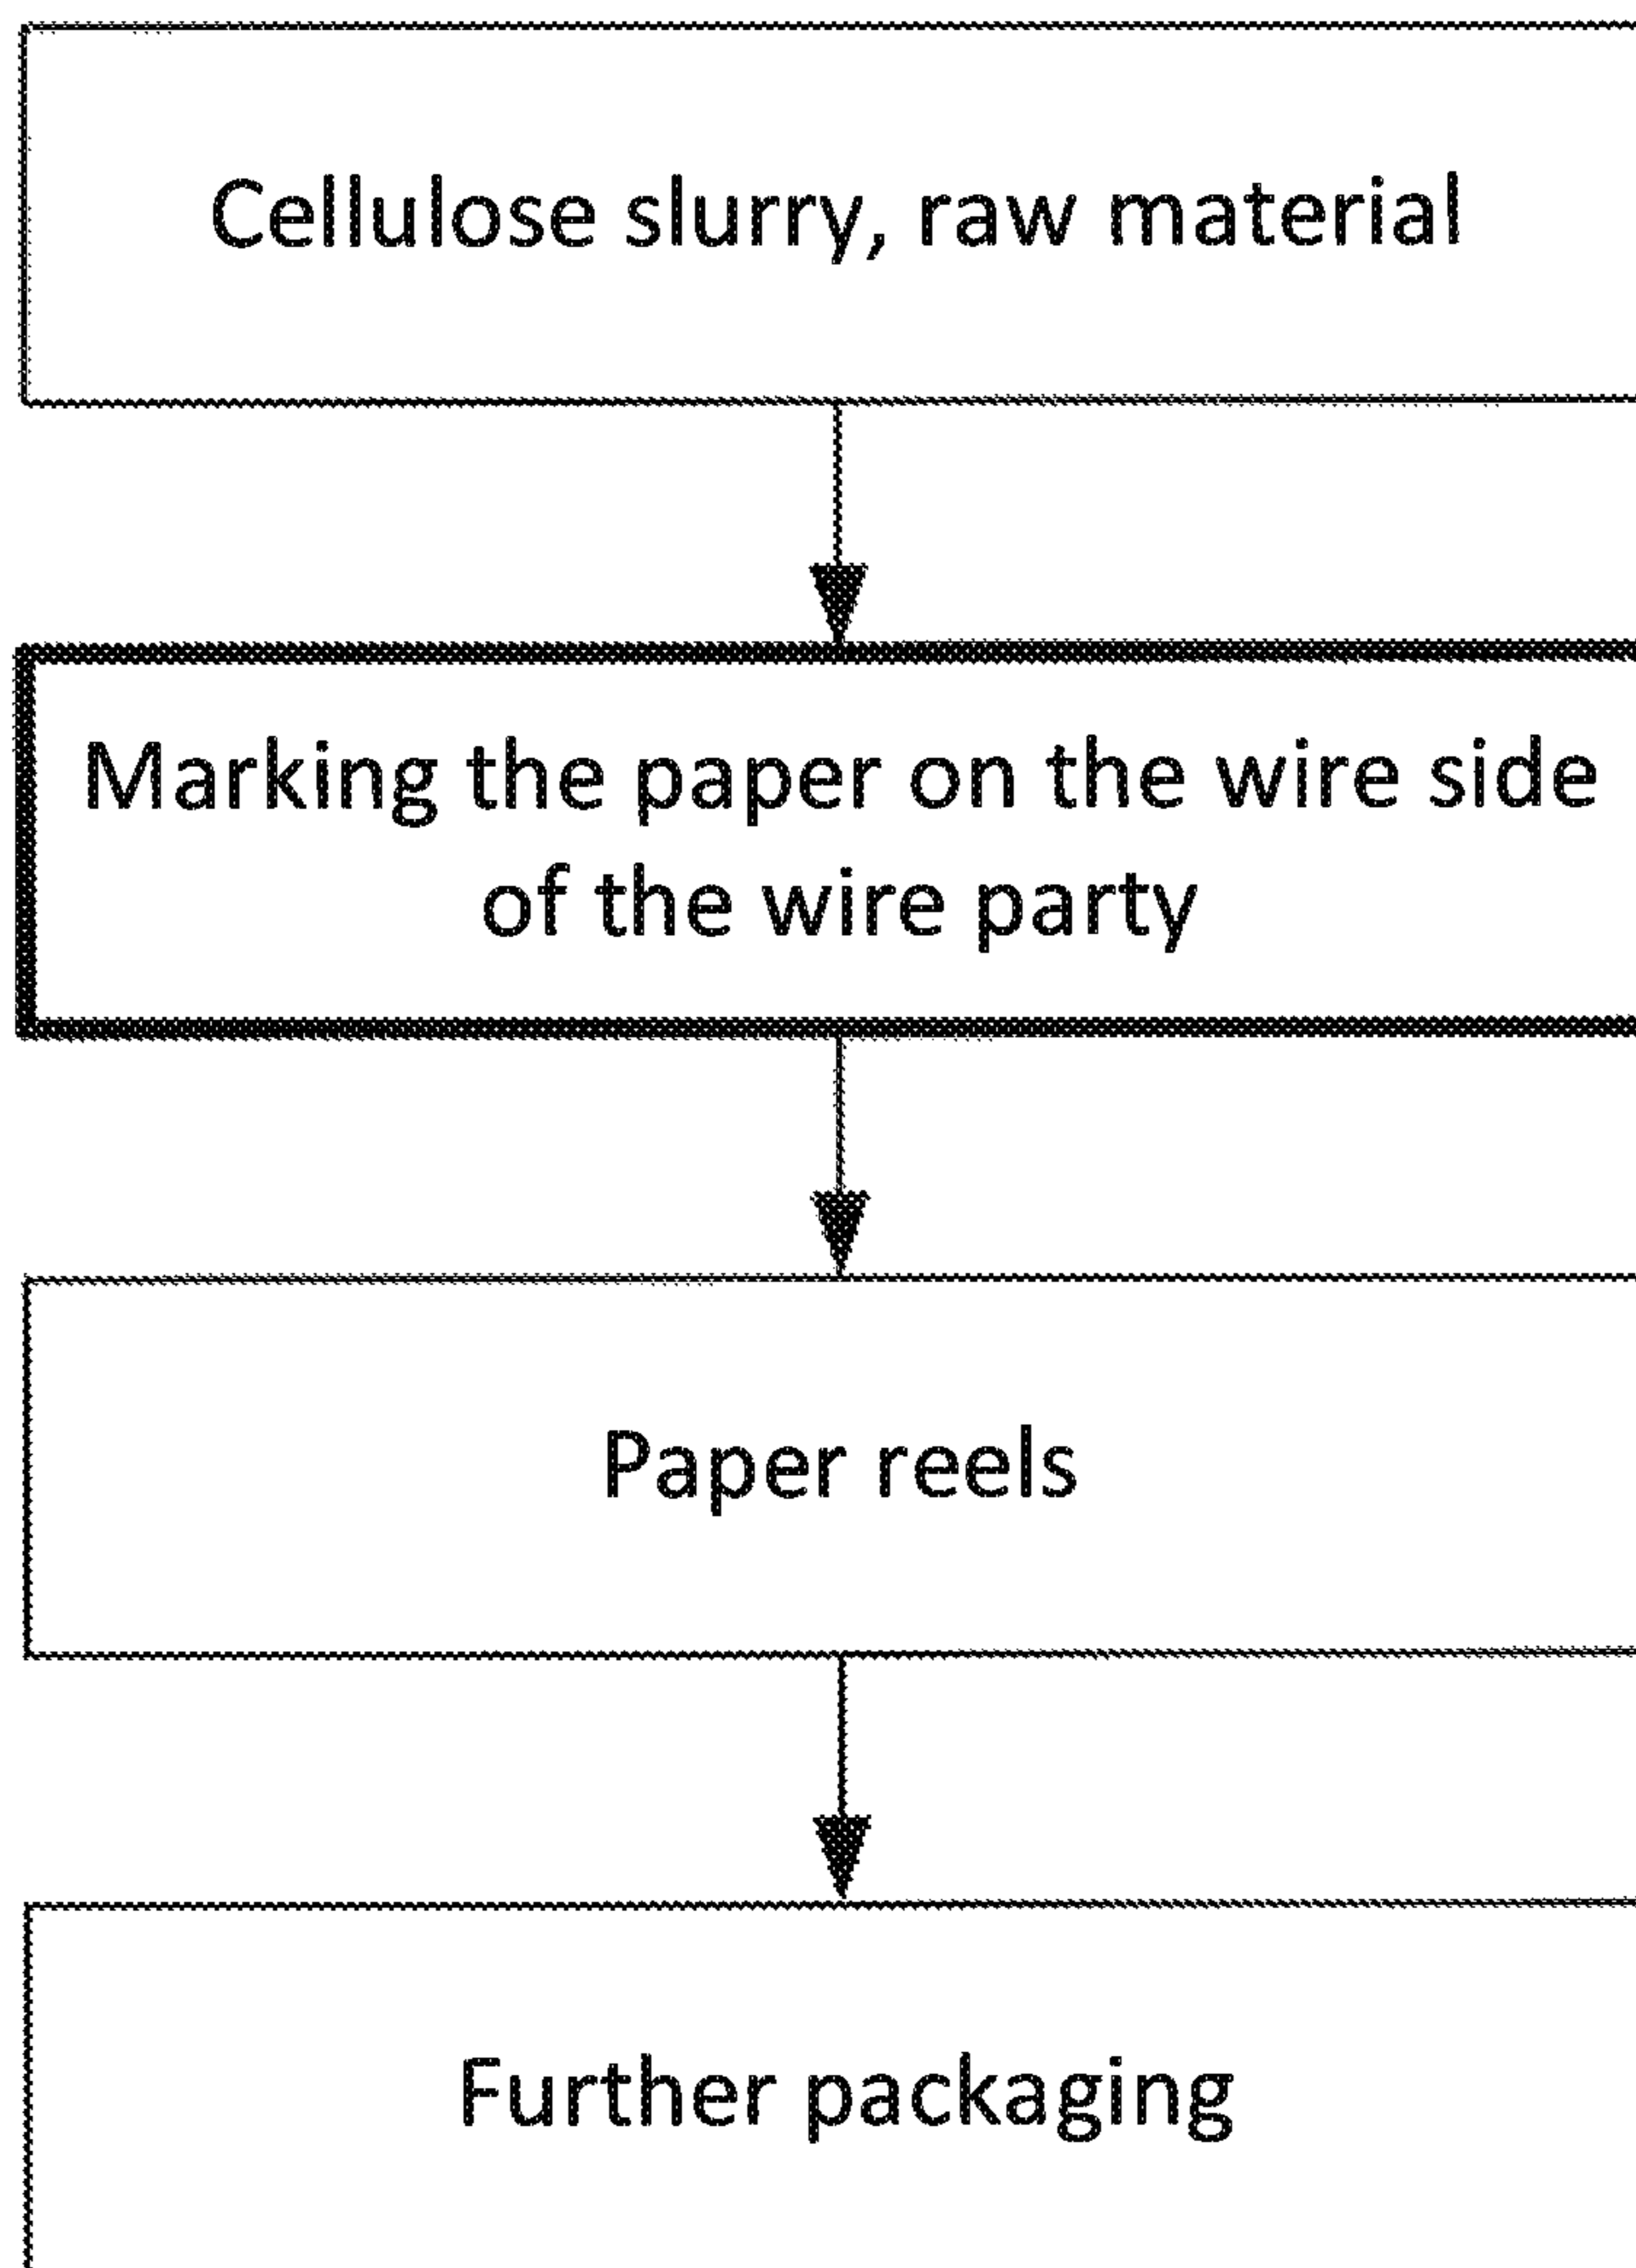 Cellulose slurry, raw material
Marking the paper on the wire side
of the wire party
Paper reels
Further packaging